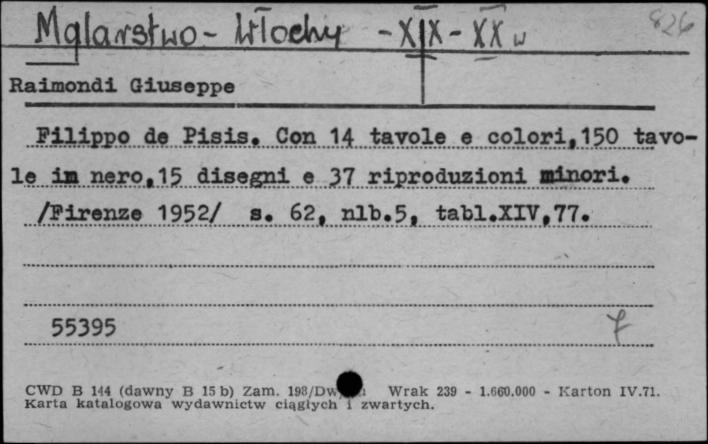 Malarstwo - Włochy - XIX - XX w 826
Raimondi Giuseppe
Filippo de Pisis. Con 14 tavole e colori,150 tavo-
le in nero,15 disegni e 37 riproduzioni minori.
/Firenze 1952/ s. 62, nlb.5, tabl.XIV,77.
55395 7
CWD B 144 (dawny B 15 b) Zam. 198/Dw Wrak 239 - 1.660.000 - Karton IV.71.
Karta katalogowa wydawnictw ciągłych i zwartych.